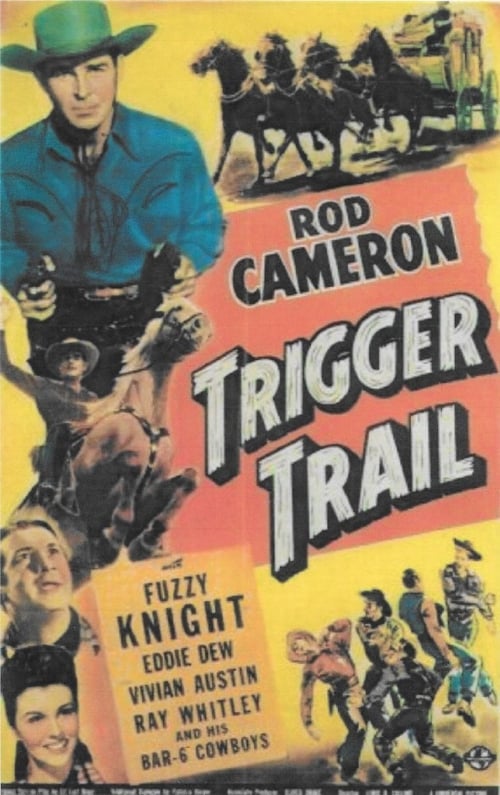 ROD
CAMERON
TRIGGER
TRAIL
with
FUZZY
KNIGHT
EDDIE DEW
VIVIAN AUSTIN
RAY WHITLEY
AND HIS
BAR-6 COWBOYS